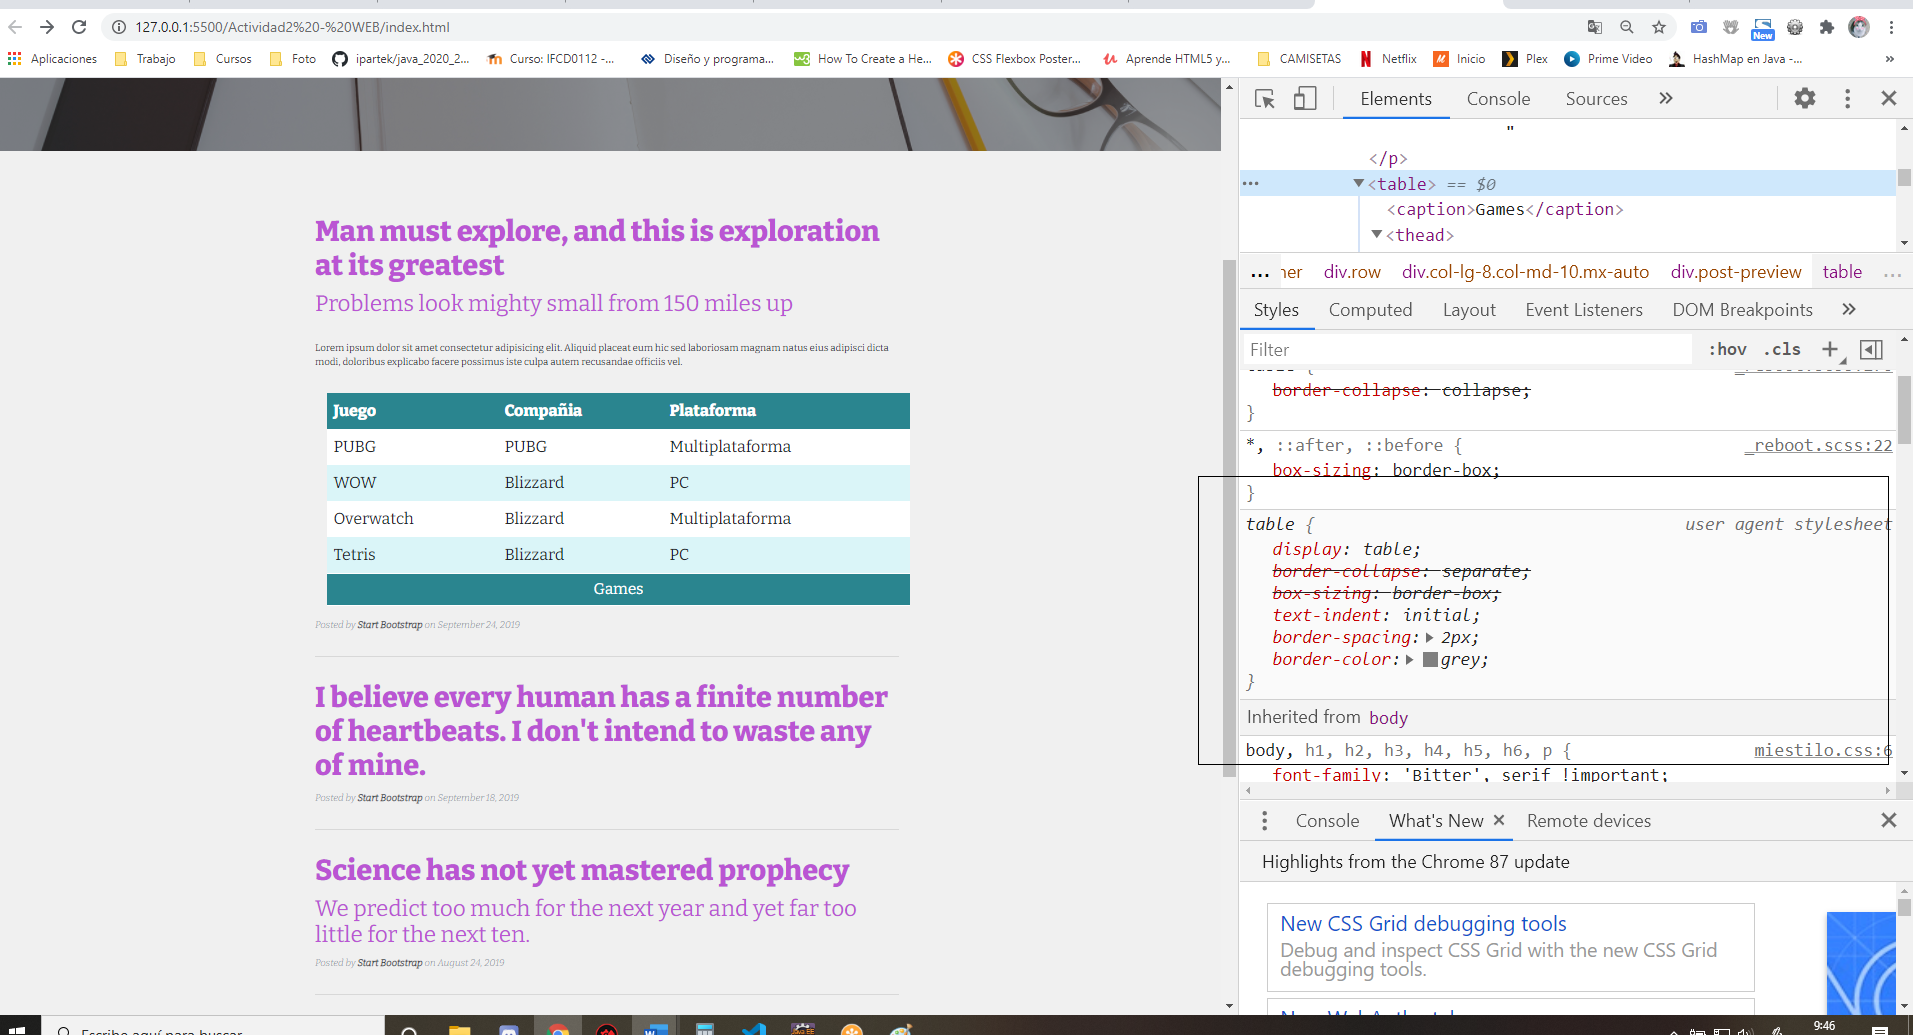 127.0.0.1:5500/Actividad2%20-%20WEB/index.html
New
Aplicaciones Trabajo Cursos Foto ipartek/java_2020_2... Curso: IFCD0112 -... Diseño y programa... How To Create a He... CSS Flexbox Poster... Aprende HTML5 y... CAMISETAS Netflix Inicio Plex Prime Video HashMap en Java -... »
Man must explore, and this is exploration
at its greatest
Problems look mighty small from 150 miles up
Lorem ipsum dolor sit amet consectetur adipisicing elit. Aliquid placeat eum hic sed laboriosam magnam natus eius adipisci dicta
modi, doloribus explicabo facere possimus iste culpa autem recusandae officiis vel.
Juego Compañia Plataforma
PUBG PUBG Multiplataforma
WOW Blizzard PC
Overwatch Blizzard Multiplataforma
Tetris Blizzard PC
Games
Posted by Start Bootstrap on September 24, 2019
I believe every human has a finite number
of heartbeats. I don't intend to waste any
of mine.
Posted by Start Bootstrap on September 18, 2019
Science has not yet mastered prophecy
We predict too much for the next year and yet far too
little for the next ten.
Posted by Start Bootstrap on August 24, 2019
Elements Console Sources »
"
</p>
... <table> == $0
<caption>Games</caption>
<thead>
... ner div.row div.col-lg-8.col-md-10.mx-auto div.post-preview table ...
Styles Computed Layout Event Listeners DOM Breakpoints »
Filter :hov .cls +
border-collapse: collapse;
}
*, ::after, ::before { _reboot.scss:22
box-sizing: border-box;
}
table { user agent stylesheet
display: table;
border-collapse: separate;
box-sizing: border-box;
text-indent: initial;
border-spacing: 2px;
border-color: grey;
}
Inherited from body
body, h1, h2, h3, h4, h5, h6, p { miestilo.css:6
font-family: 'Bitter', serif !important;
Console What's New × Remote devices
Highlights from the Chrome 87 update
New CSS Grid debugging tools
Debug and inspect CSS Grid with the new CSS Grid
debugging tools.
Escribe aquí para buscar
9:46